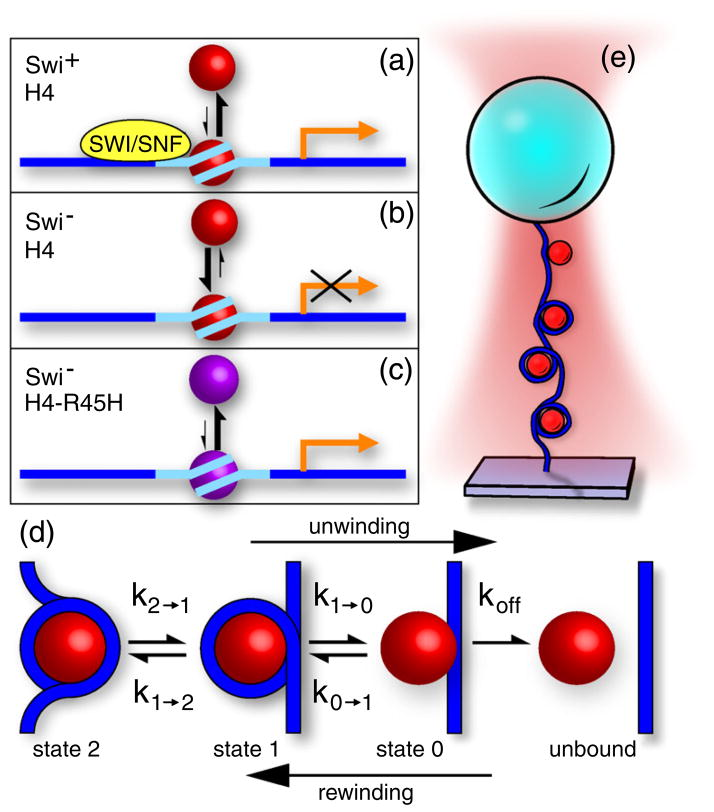 Swi⁺
H4
(a)
SWI/SNF
Swi⁻
H4
(b)
Swi⁻
H4-R45H
(c)
(e)
(d)
unwinding
k₂→₁
k₁→₀
k_off
k₁→₂
k₀→₁
state 2
state 1
state 0
unbound
rewinding